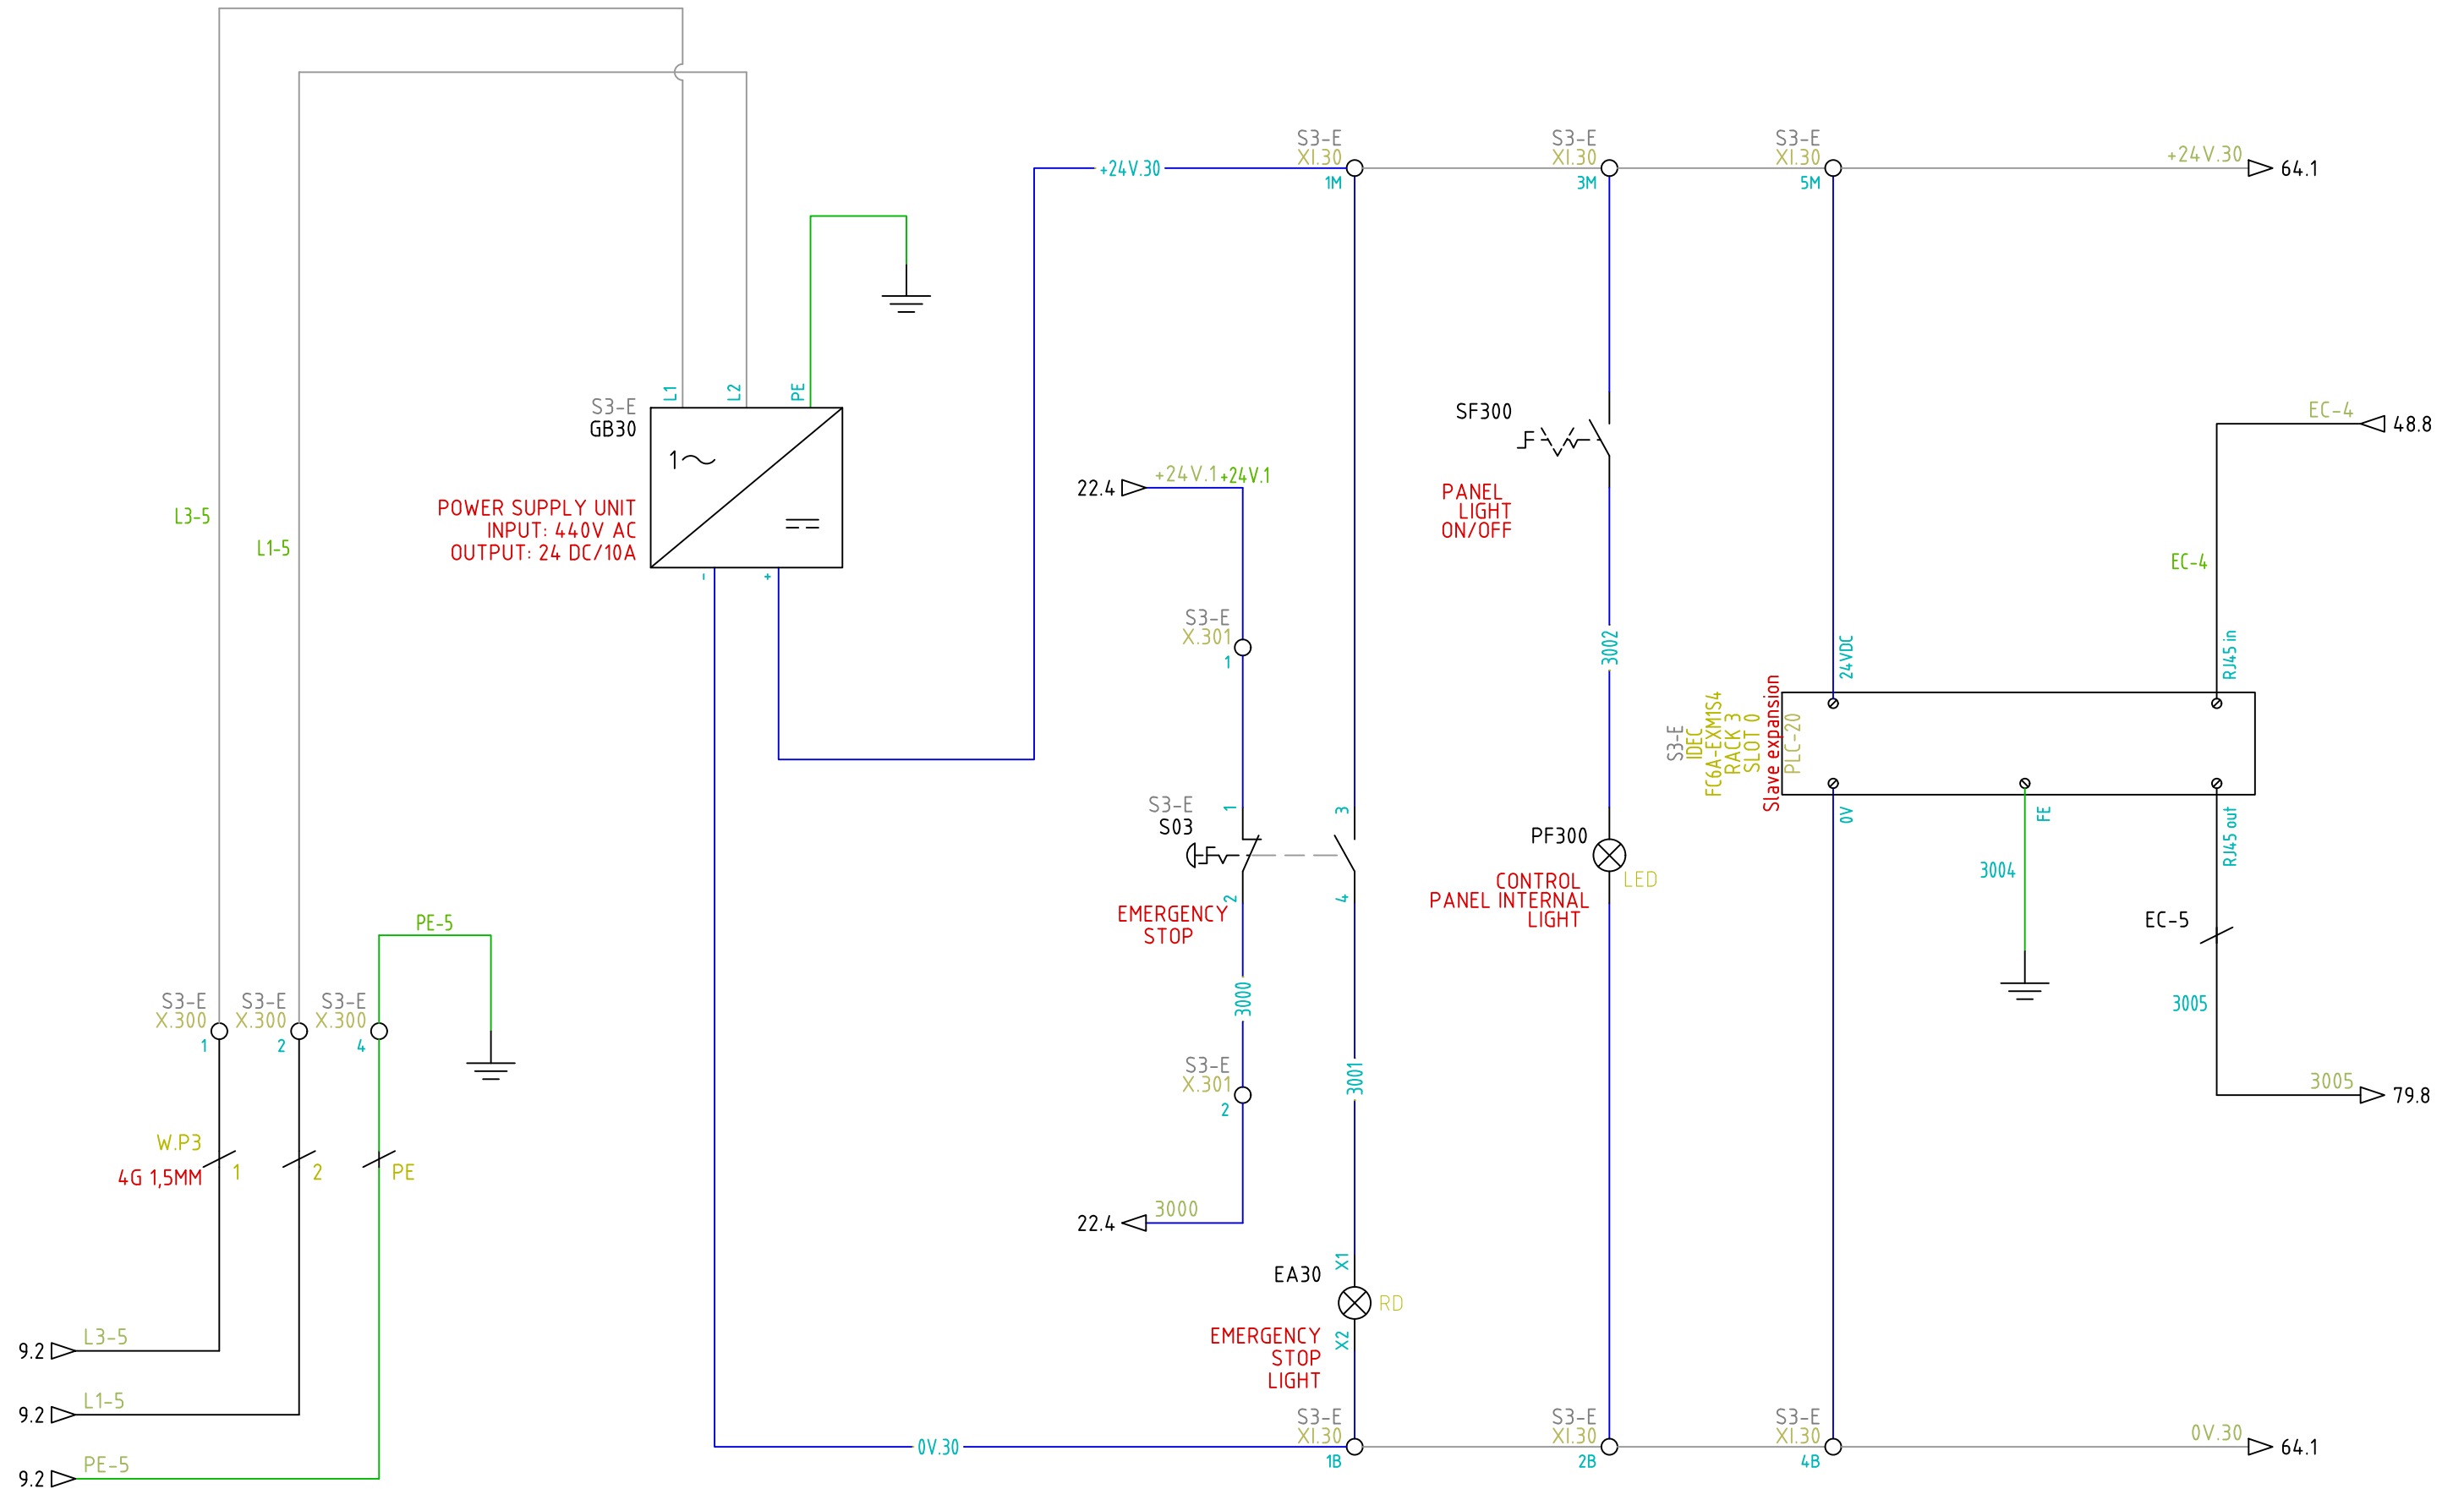 S3-E
XI.30
1M
S3-E
XI.30
3M
S3-E
XI.30
5M
+24V.30
+24V.30
64.1
L1
L2
PE
S3-E
GB30
1
POWER SUPPLY UNIT
INPUT: 440V AC
OUTPUT: 24 DC/10A
-
+
L3-5
L1-5
SF300
PANEL
LIGHT
ON/OFF
EC-4
48.8
EC-4
22.4
+24V.1
+24V.1
S3-E
X.301
1
3002
24VDC
RJ45 in
S3-E
IDEC
FC6A-EXM1S4
RACK 3
SLOT 0
Slave expansion
PLC-20
0V
FE
RJ45 out
S3-E
S03
1
3
2
4
EMERGENCY
STOP
PF300
LED
CONTROL
PANEL INTERNAL
LIGHT
3004
EC-5
3005
PE-5
S3-E
X.300
1
S3-E
X.300
2
S3-E
X.300
4
3000
S3-E
X.301
2
3001
3005
79.8
W.P3
4G 1,5MM
1
2
PE
22.4
3000
EA30
X1
RD
X2
EMERGENCY
STOP
LIGHT
9.2
L3-5
9.2
L1-5
9.2
PE-5
0V.30
S3-E
XI.30
1B
S3-E
XI.30
2B
S3-E
XI.30
4B
0V.30
64.1